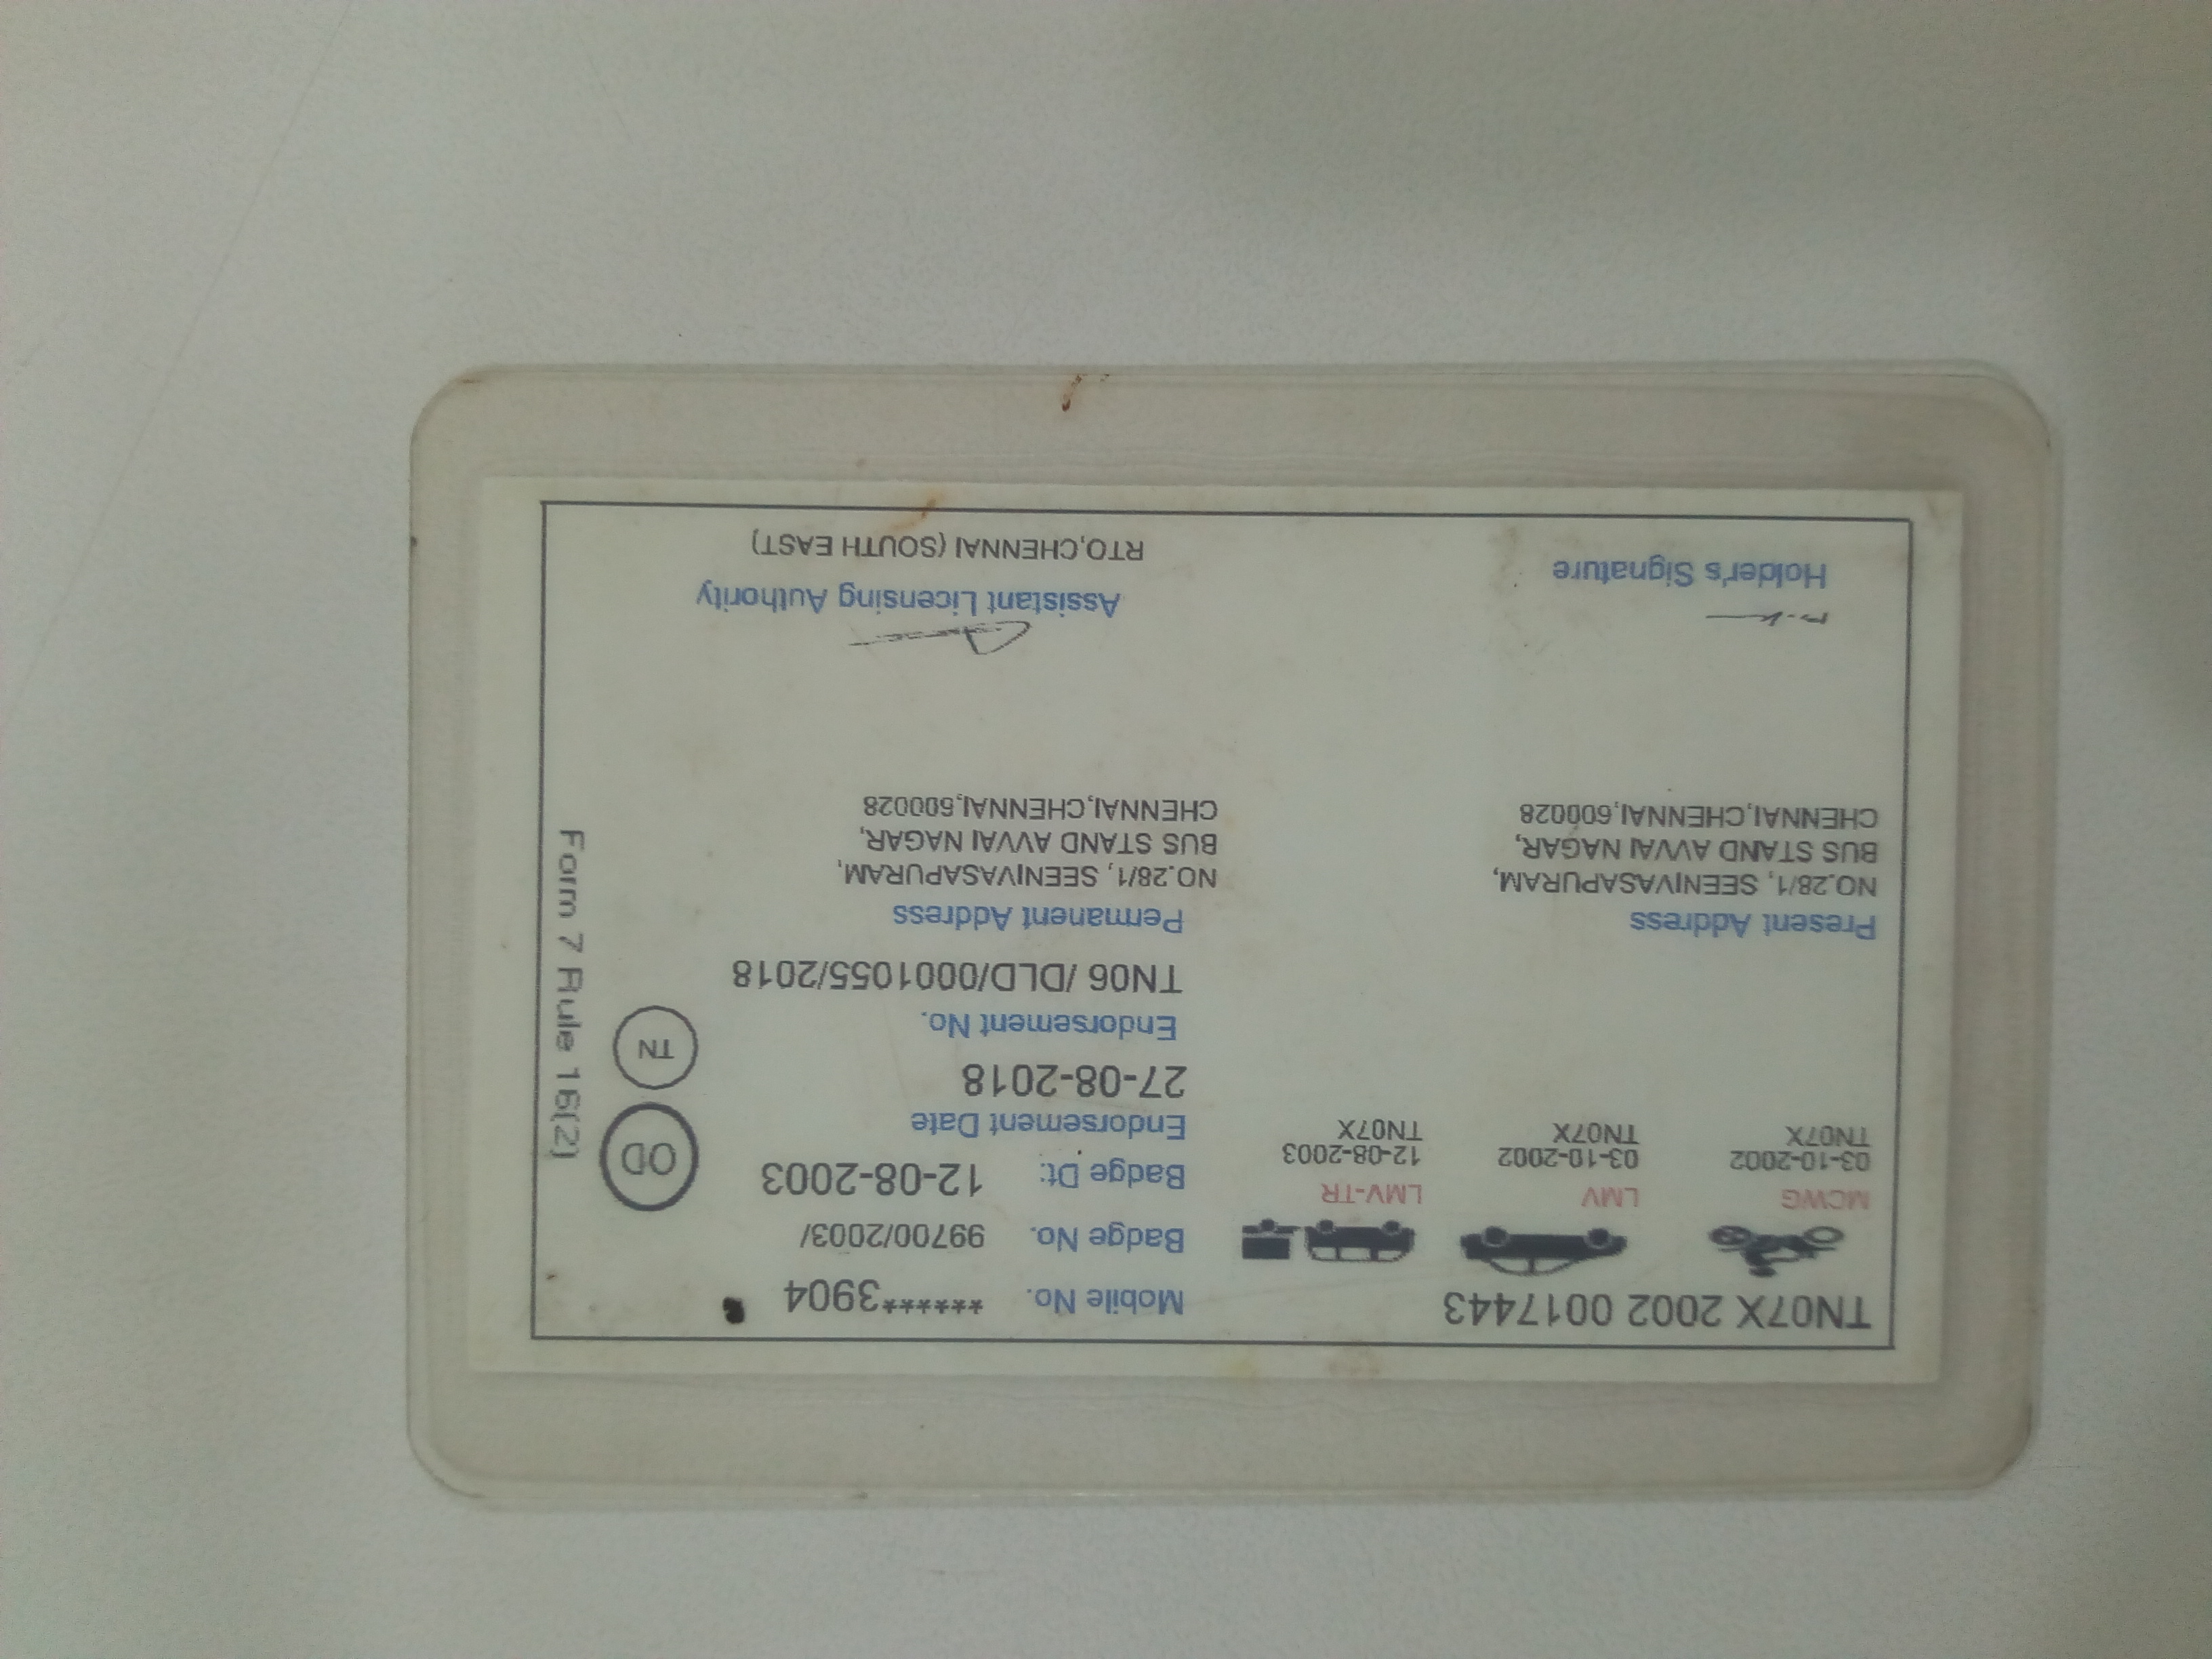 TN07X 2002 0017443
MCWG
03-10-2002
TN07X
LMV
03-10-2002
TN07X
LMV-TR
12-08-2003
TN07X
Mobile No. ******3904
Badge No. 99700/2003/
Badge Dt: 12-08-2003
Endorsement Date
27-08-2018
Endorsement No.
TN06 /DLD/0001055/2018
OD
TN
Form 7 Rule 16(2)
Present Address
NO.28/1, SEENIVASAPURAM,
BUS STAND AVVAI NAGAR,
CHENNAI,CHENNAI,600028
Permanent Address
NO.28/1, SEENIVASAPURAM,
BUS STAND AVVAI NAGAR,
CHENNAI,CHENNAI,600028
Holder's Signature
Assistant Licensing Authority
RTO,CHENNAI (SOUTH EAST)